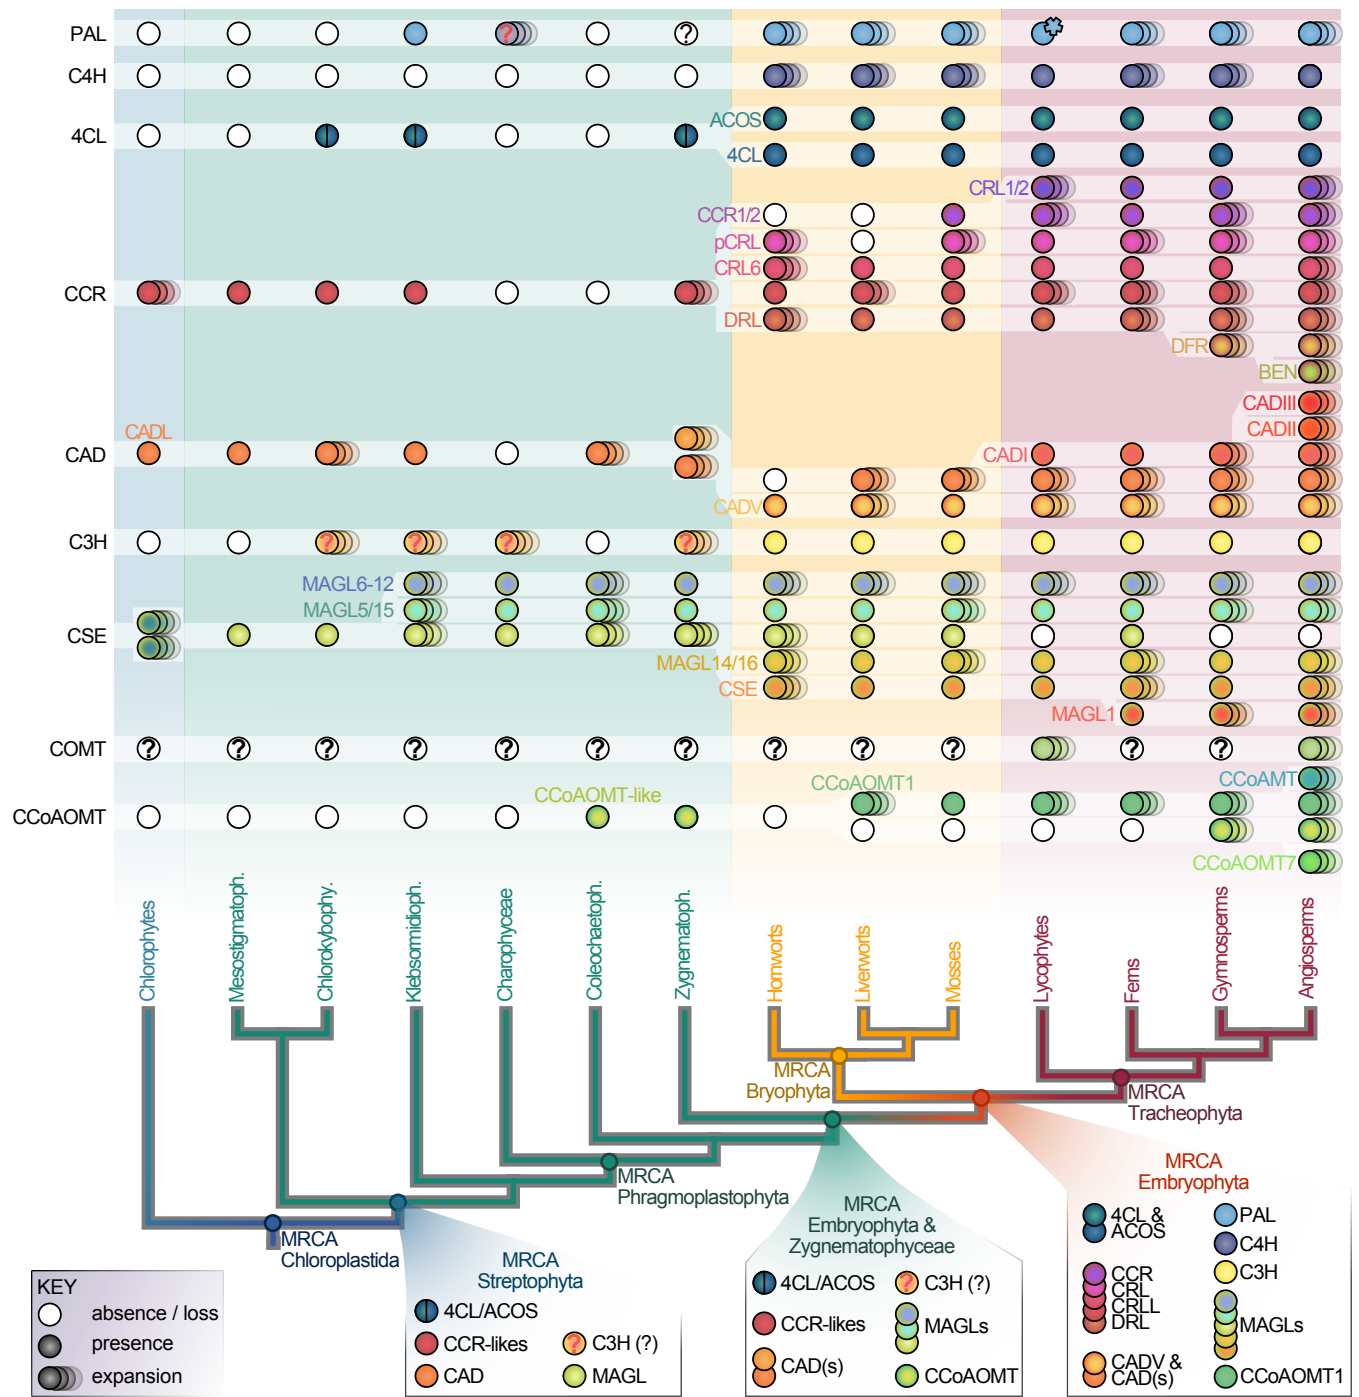 PAL
?
?
C4H
ACOS
4CL
4CL
CRL1/2
CCR1/2
pCRL
CRL6
CCR
DRL
DFR
BEN
CADIII
CADL
CADII
CAD
CADI
CADV
C3H
? ? ? ?
MAGL6-12
MAGL5/15
CSE
MAGL14/16
CSE
MAGL1
COMT
? ? ? ? ? ? ? ? ? ? ? ?
CCoAOMT-like
CCoAOMT1
CCoAMT
CCoAOMT
CCoAOMT7
Chlorophytes
Mesostigmatoph.
Chlorokybophy.
Klebsormidioph.
Charophyceae
Coleochaetoph.
Zygnematoph.
Hornworts
Liverworts
Mosses
Lycophytes
Ferns
Gymnosperms
Angiosperms
MRCA
Bryophyta
MRCA
Tracheophyta
MRCA
Phragmoplastophyta
MRCA
Chloroplastida
MRCA
Streptophyta
4CL/ACOS
CCR-likes
? C3H (?)
CAD
MAGL
MRCA
Embryophyta &
Zygnematophyceae
4CL/ACOS
? C3H (?)
CCR-likes
MAGLs
CAD(s)
CCoAOMT
MRCA
Embryophyta
4CL &
ACOS
PAL
C4H
CCR
CRL
CRLL
DRL
C3H
MAGLs
CADV &
CAD(s)
CCoAOMT1
KEY
absence / loss
presence
expansion